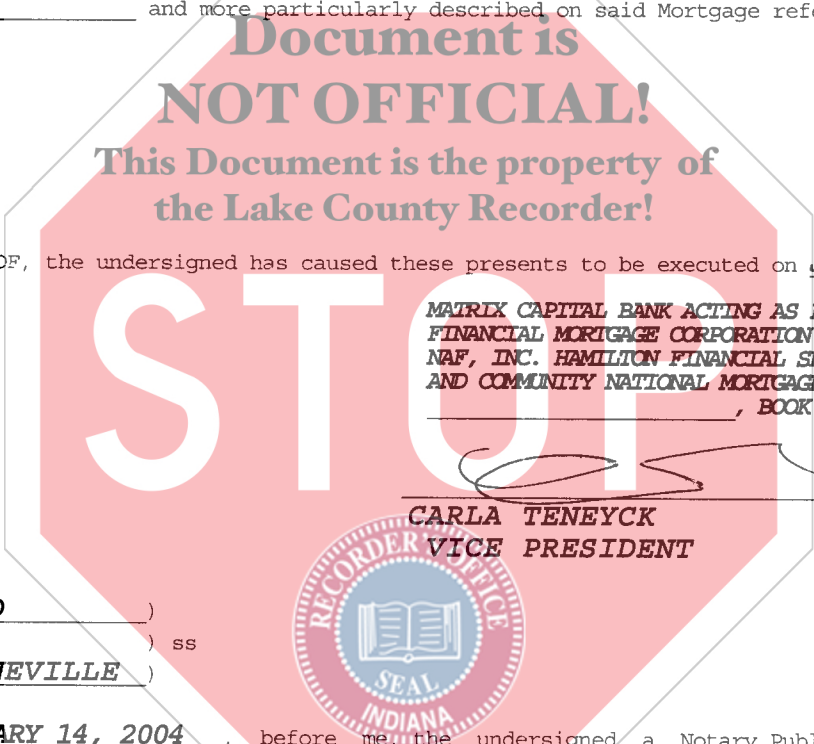 and more particularly described on said Mortgage refe
Document is
NOT OFFICIAL!
This Document is the property of
the Lake County Recorder!
OF, the undersigned has caused these presents to be executed on
STOP
MATRIX CAPITAL BANK ACTING AS
FINANCIAL MORTGAGE CORPORATION
NAF, INC. HAMILTON FINANCIAL
AND COMMUNITY NATIONAL MORTGAGE
, BOOK
CARLA TENEYCK
VICE PRESIDENT
RECORDER'S OFFICE
SEAL
INDIANA
)
) ss
NEVILLE )
ARY 14, 2004 , before me, the undersigned, a Notary Publ